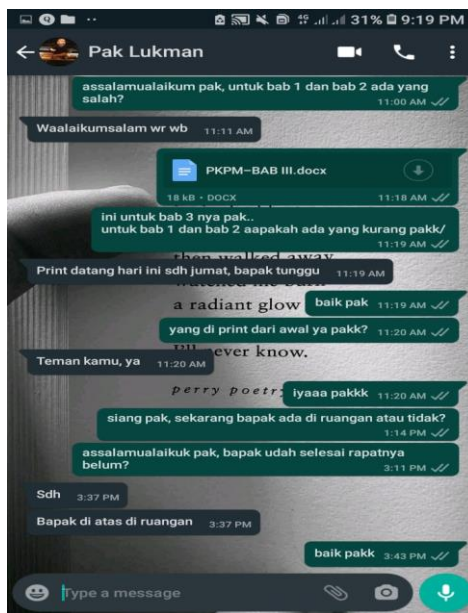 31% 9:19 PM
Pak Lukman
assalamualaikum pak, untuk bab 1 dan bab 2 ada yang
salah?
11:00 AM
Waalaikumsalam wr wb 11:11 AM
PKPM-BAB III.docx
18 kB • DOCX 11:18 AM
ini untuk bab 3 nya pak..
untuk bab 1 dan bab 2 aapakah ada yang kurang pakk/
11:19 AM
then walked away
Print datang hari ini sdh jumat, bapak tunggu 11:19 AM
a radiant glow
baik pak 11:19 AM
yang di print dari awal ya pakk? 11:20 AM
I'll never know.
Teman kamu, ya 11:20 AM
perry poetry
iyaaa pakkk 11:20 AM
siang pak, sekarang bapak ada di ruangan atau tidak?
1:14 PM
assalamualaikuk pak, bapak udah selesai rapatnya
belum?
3:11 PM
Sdh 3:37 PM
Bapak di atas di ruangan 3:37 PM
baik pakk 3:43 PM
Type a message